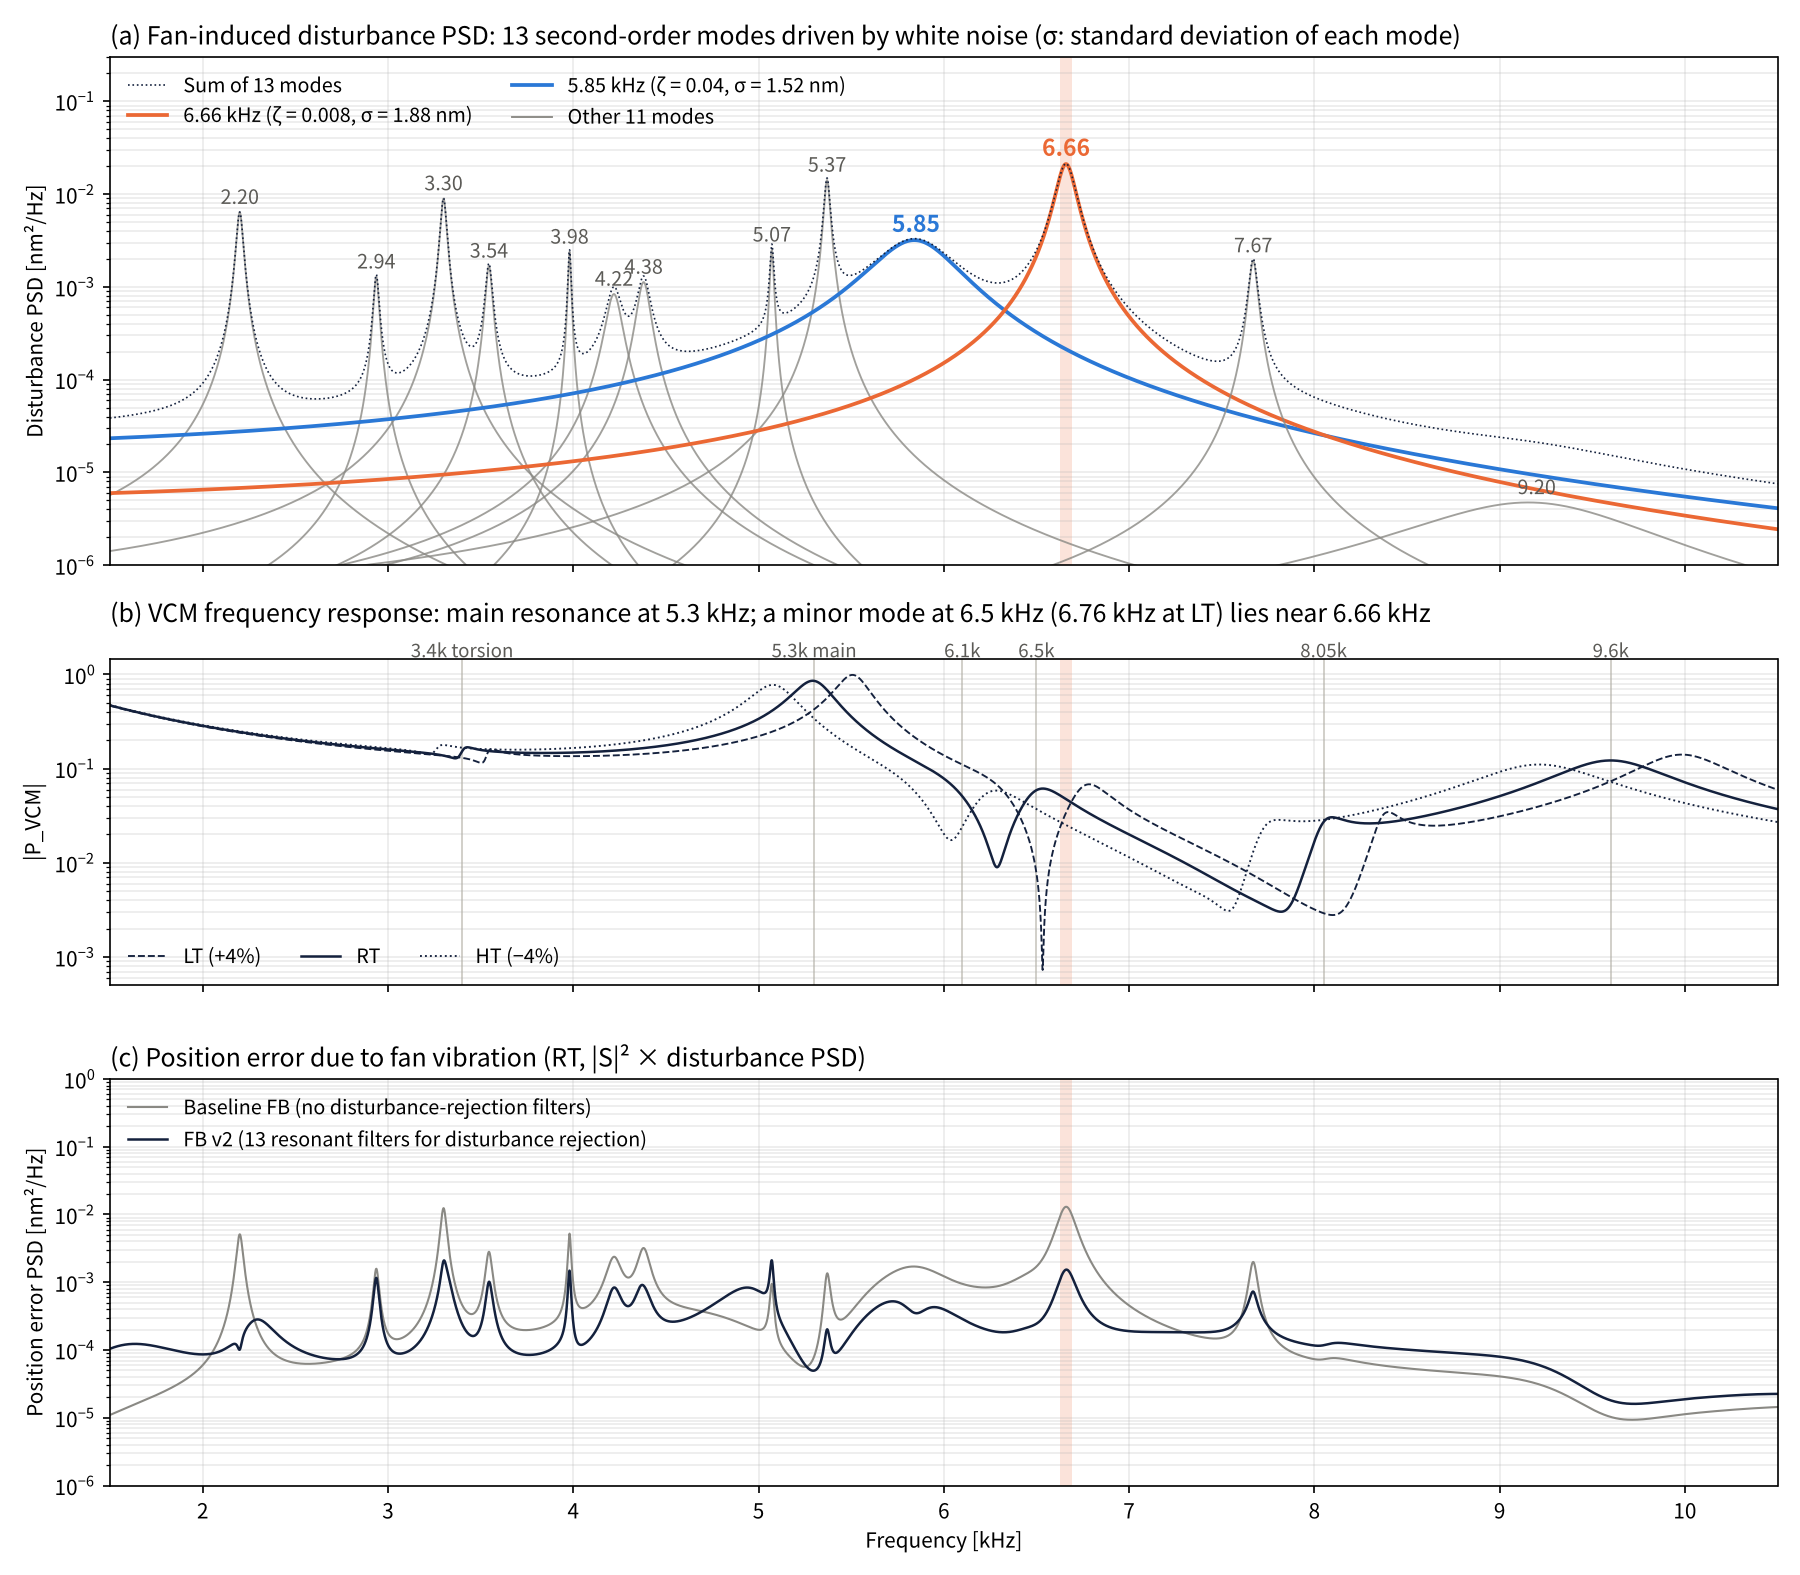 (a) Fan-induced disturbance PSD: 13 second-order modes driven by white noise (σ: standard deviation of each mode)
Sum of 13 modes
6.66 kHz (ζ = 0.008, σ = 1.88 nm)
5.85 kHz (ζ = 0.04, σ = 1.52 nm)
Other 11 modes
Disturbance PSD [nm²/Hz]
10⁻¹
10⁻²
10⁻³
10⁻⁴
10⁻⁵
10⁻⁶
2.20
2.94
3.30
3.54
3.98
4.22
4.38
5.07
5.37
5.85
6.66
7.67
9.20
(b) VCM frequency response: main resonance at 5.3 kHz; a minor mode at 6.5 kHz (6.76 kHz at LT) lies near 6.66 kHz
3.4k torsion
5.3k main
6.1k
6.5k
8.05k
9.6k
|P_VCM|
10⁰
10⁻¹
10⁻²
10⁻³
LT (+4%)
RT
HT (−4%)
(c) Position error due to fan vibration (RT, |S|² × disturbance PSD)
Baseline FB (no disturbance-rejection filters)
FB v2 (13 resonant filters for disturbance rejection)
Position error PSD [nm²/Hz]
10⁰
10⁻¹
10⁻²
10⁻³
10⁻⁴
10⁻⁵
10⁻⁶
2 3 4 5 6 7 8 9 10
Frequency [kHz]